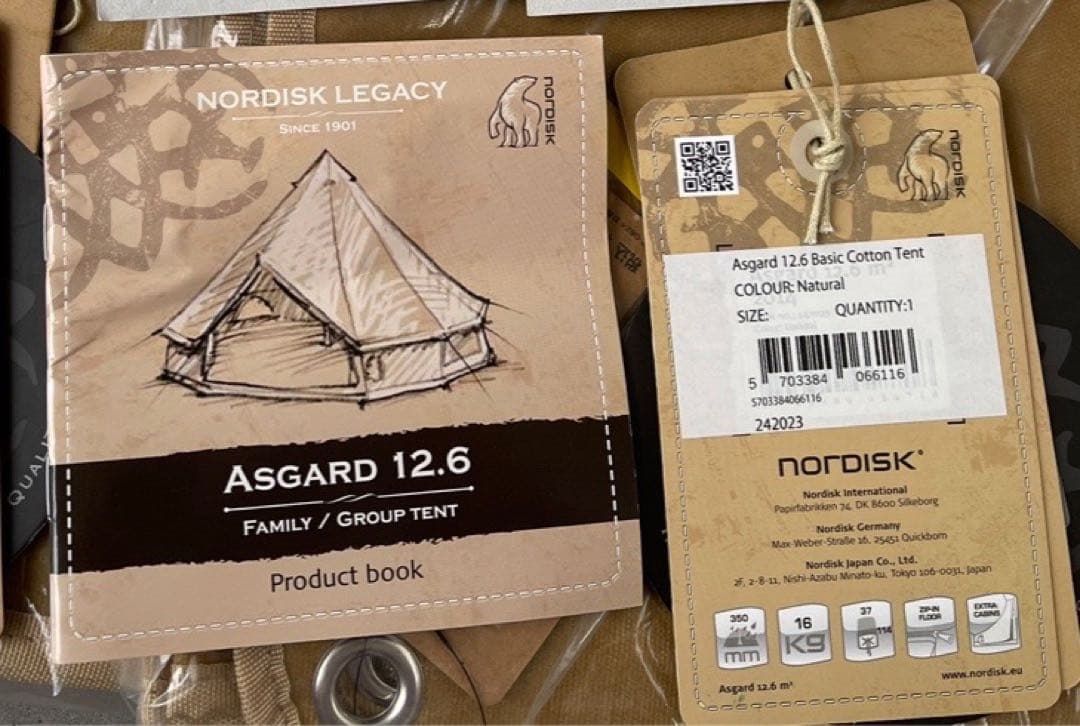 NORDISK LEGACY
SINCE 1901
NORDISK
ASGARD 12.6
FAMILY / GROUP TENT
Product book
QUALI
NORDISK
Asgard 12.6 Basic Cotton Tent
COLOUR: Natural
SIZE: QUANTITY:1
5 703384 066116
5703384066116
242023
NORDISK®
Nordisk International
Papirfabrikken 74, DK 8600 Silkeborg
Nordisk Germany
Max-Weber-Straße 16, 25451 Quickborn
Nordisk Japan Co., Ltd.
2F, 2-8-11, Nishi-Azabu Minato-ku, Tokyo 106-0031, Japan
350
mm
16
KG
37
114
ZIP-IN
FLOOR
EXTRA
CABINS
www.nordisk.eu
Asgard 12.6 m²